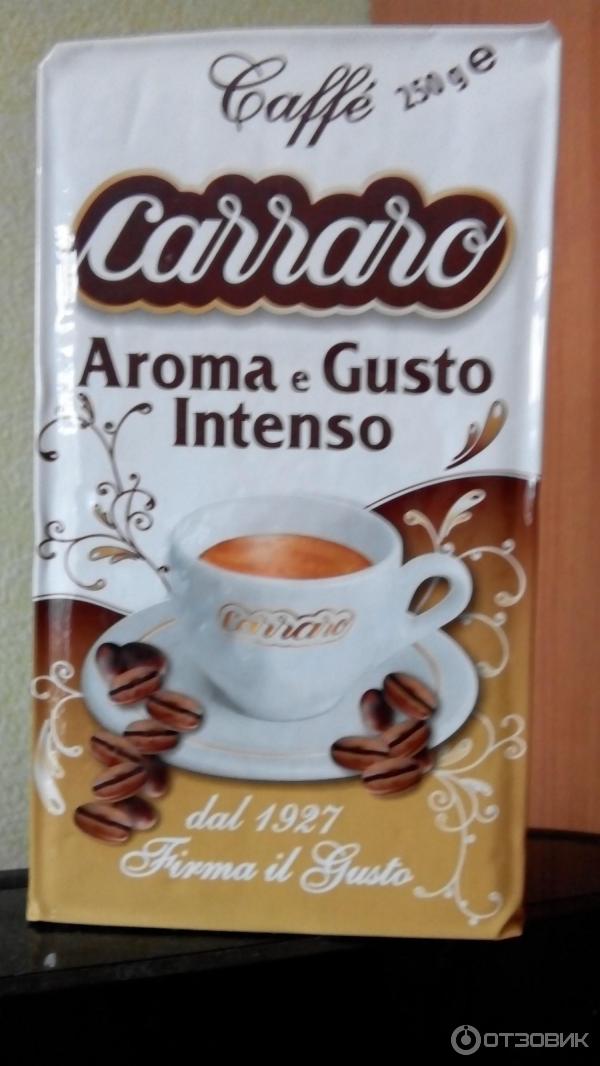 Caffé 250 g e
Carraro
Aroma e Gusto
Intenso
Carraro
dal 1927
Firma il Gusto
ОТЗОВИК